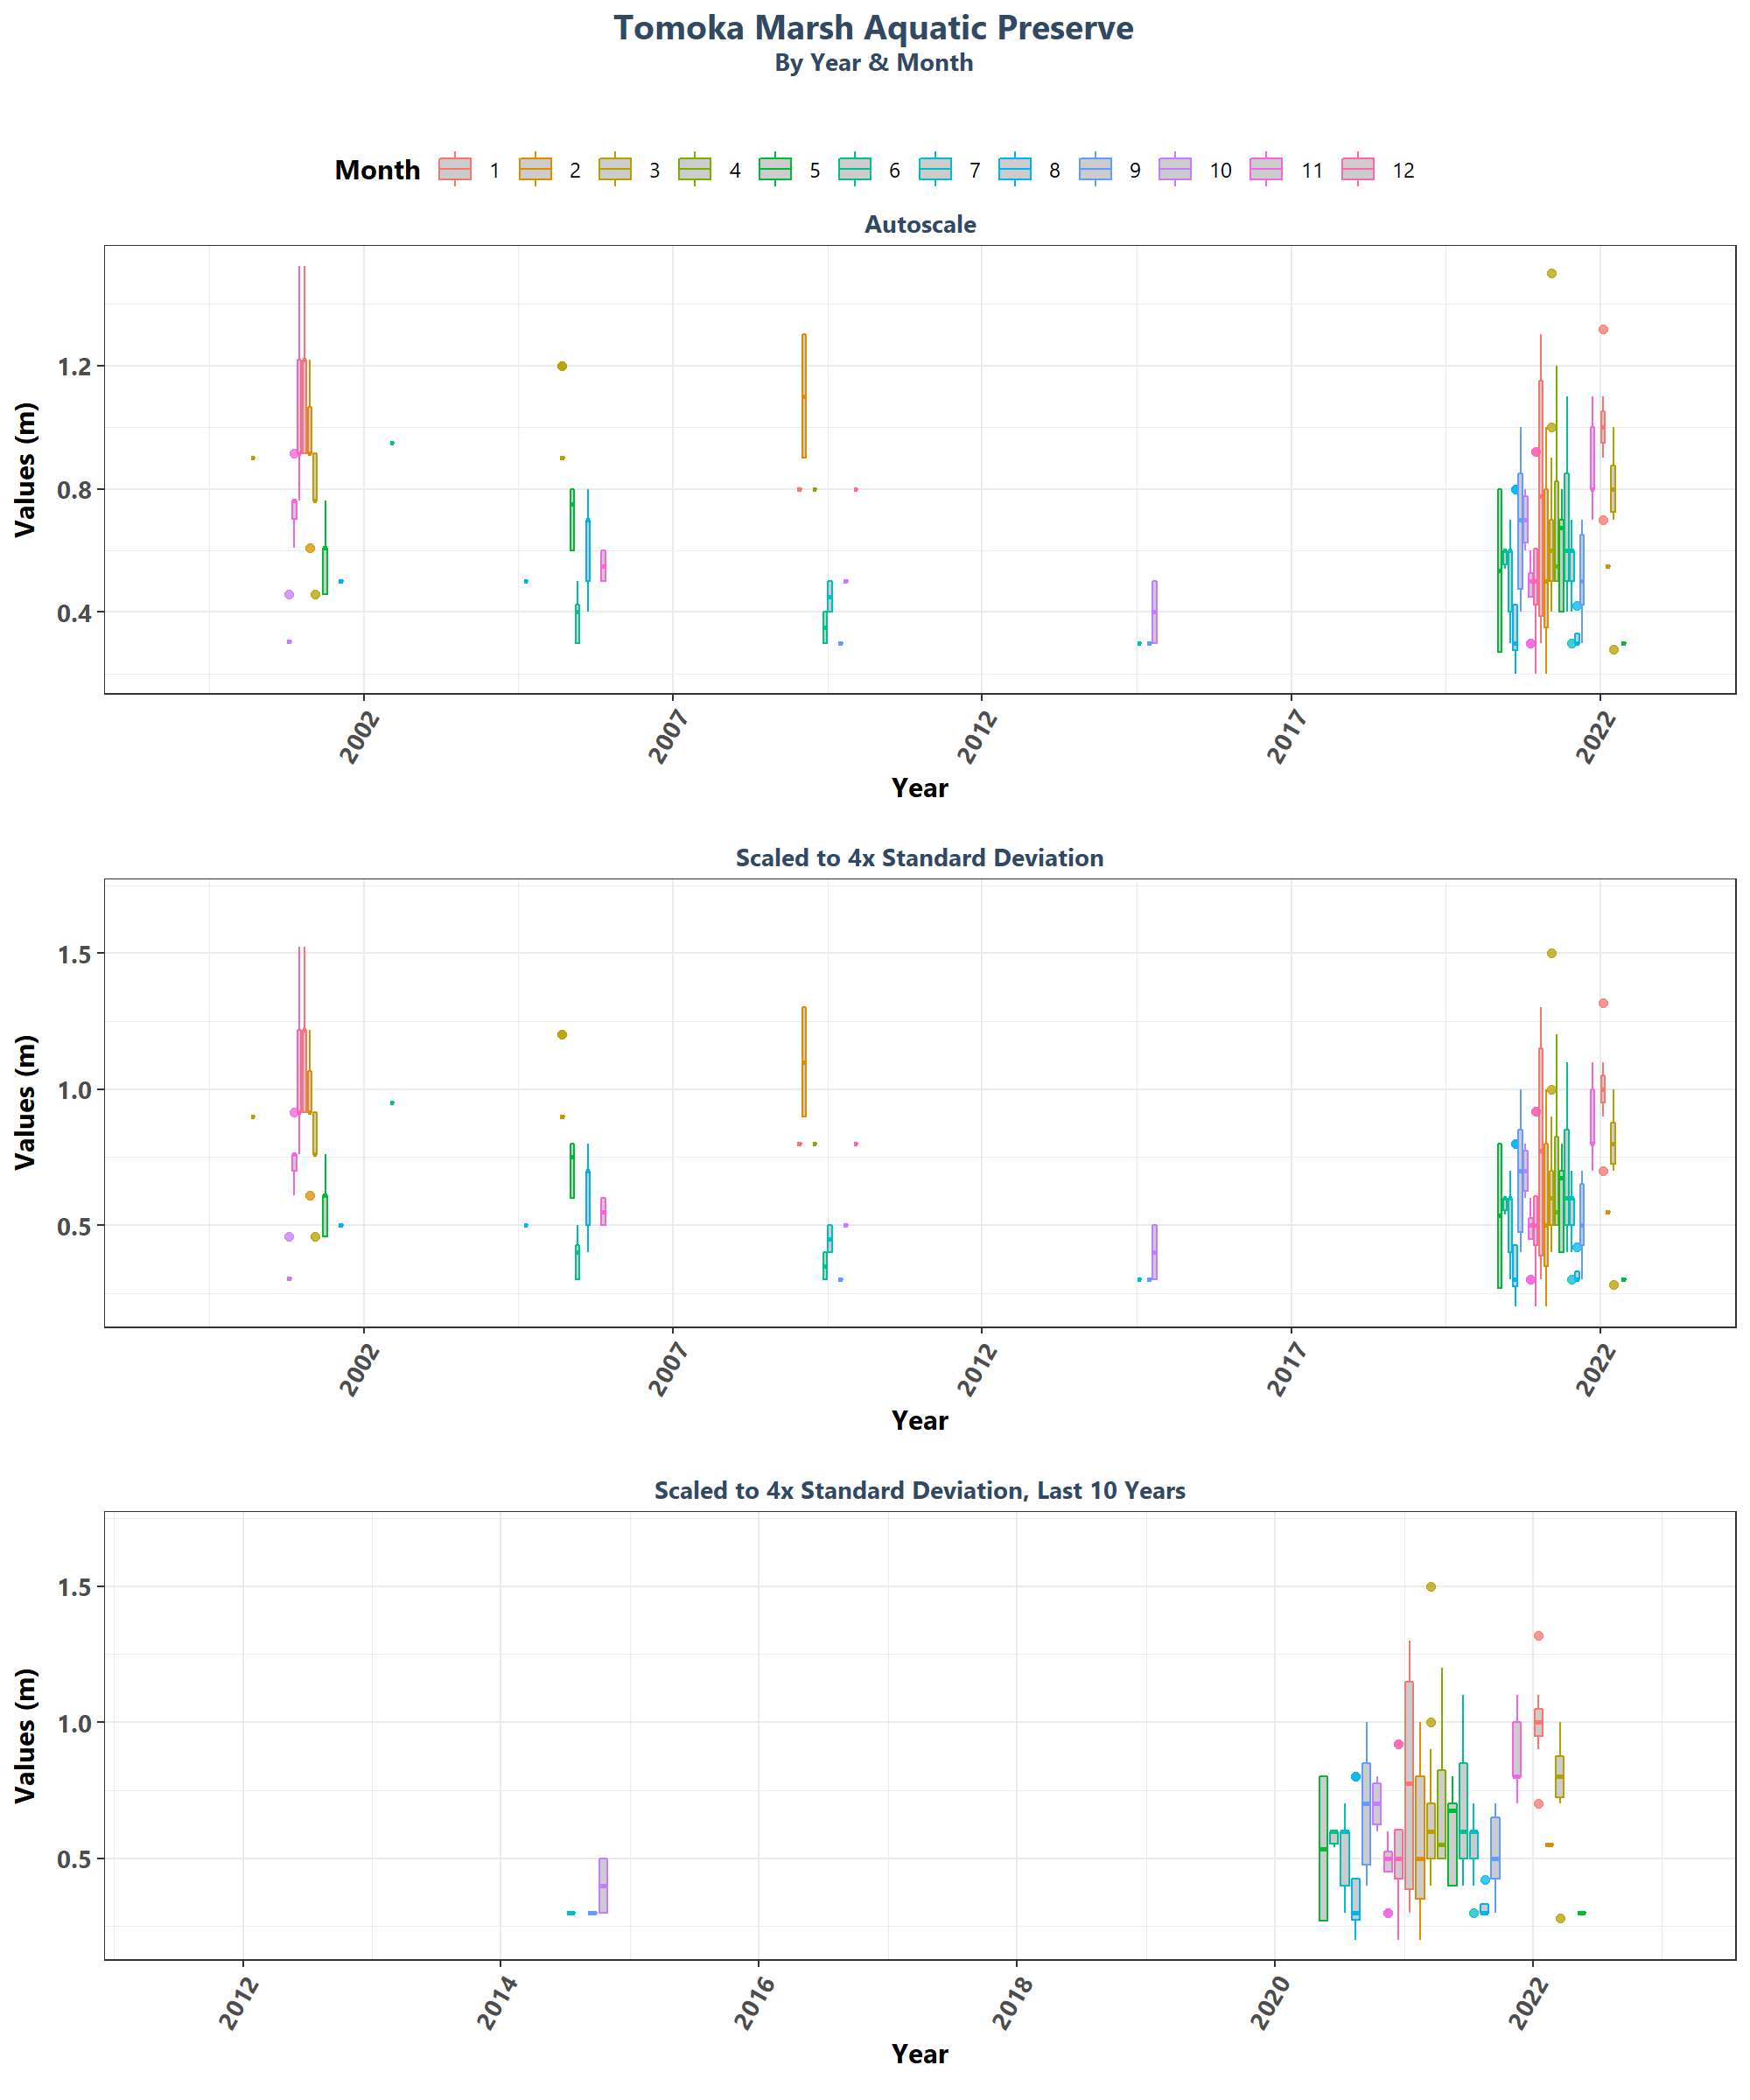 Tomoka Marsh Aquatic Preserve
By Year & Month
Month 1 2 3 4 5 6 7 8 9 10 11 12
Autoscale
Values (m)
1.2
0.8
0.4
2002 2007 2012 2017 2022
Year
Scaled to 4x Standard Deviation
Values (m)
1.5
1.0
0.5
2002 2007 2012 2017 2022
Year
Scaled to 4x Standard Deviation, Last 10 Years
Values (m)
1.5
1.0
0.5
2012 2014 2016 2018 2020 2022
Year